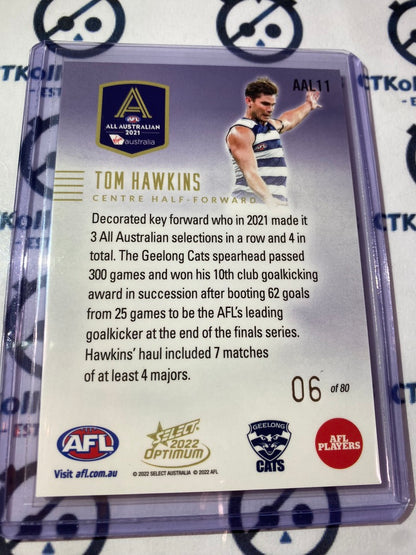 AAL11
AFL
ALL AUSTRALIAN
2021
Virgin australia
TOM HAWKINS
CENTRE HALF-FORWARD
Decorated key forward who in 2021 made it
3 All Australian selections in a row and 4 in
total. The Geelong Cats spearhead passed
300 games and won his 10th club goalkicking
award in succession after booting 62 goals
from 25 games to be the AFL's leading
goalkicker at the end of the finals series.
Hawkins' haul included 7 matches
of at least 4 majors.
06 of 80
AFL
Visit afl.com.au
SELECT
2022
OPTIMUM
© 2022 SELECT AUSTRALIA © 2022 AFL
GEELONG
CATS
AFL
PLAYERS